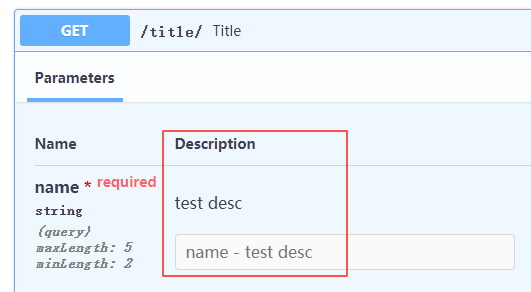 GET /title/ Title
Parameters
Name Description
name * required
string
(query)
maxLength: 5
minLength: 2
test desc
name - test desc